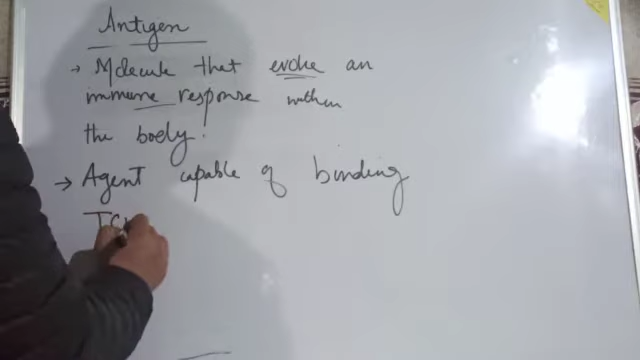 Antigen
→ Molecule that evoke an
immune response within
the body.
→ Agent capable of binding